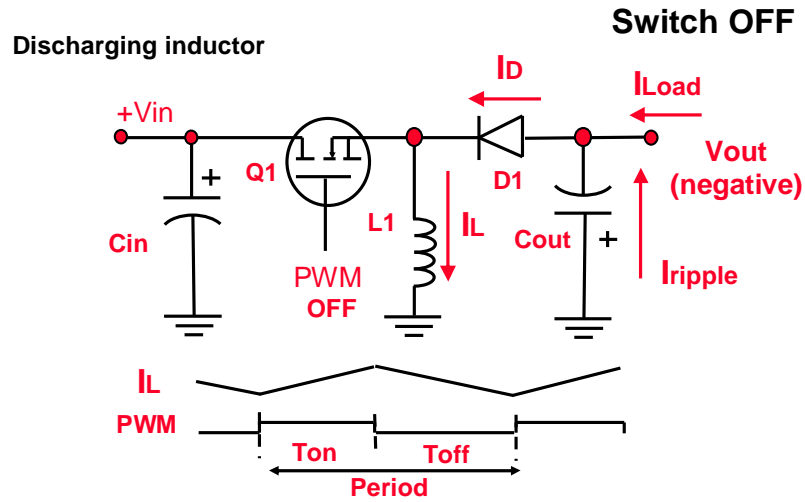 Switch OFF
Discharging inductor
ID
ILoad
+Vin
+
Q1
D1
Vout
(negative)
L1
IL
Cin
Cout
+
Iripple
PWM
OFF
IL
PWM
Ton
Toff
Period